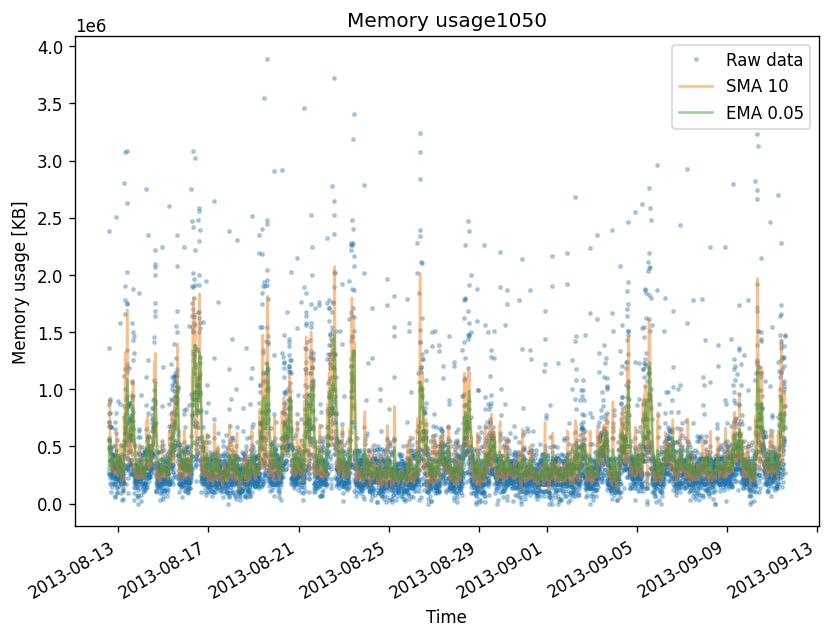 Memory usage1050
1e6
4.0
3.5
3.0
2.5
2.0
1.5
1.0
0.5
0.0
Memory usage [KB]
Raw data
SMA 10
EMA 0.05
2013-08-13
2013-08-17
2013-08-21
2013-08-25
2013-08-29
2013-09-01
2013-09-05
2013-09-09
2013-09-13
Time